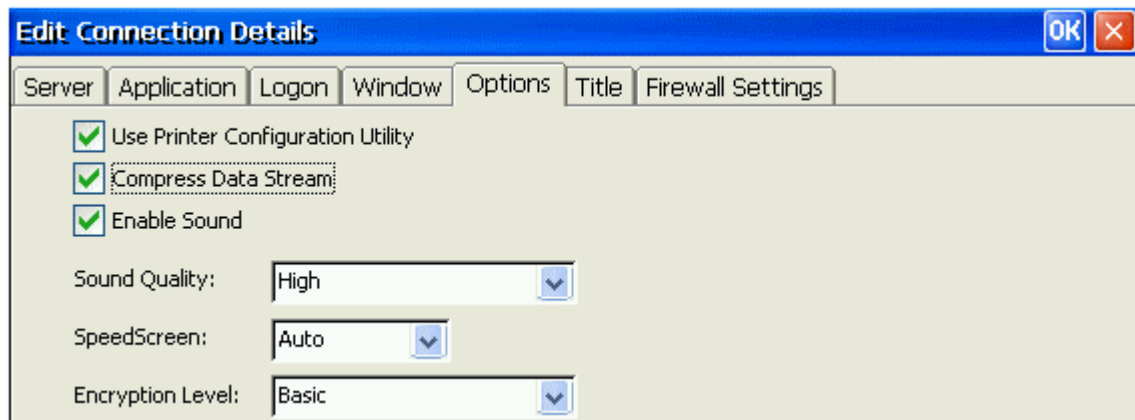 Edit Connection Details OK
Server Application Logon Window Options Title Firewall Settings
Use Printer Configuration Utility
Compress Data Stream
Enable Sound
Sound Quality: High
SpeedScreen: Auto
Encryption Level: Basic